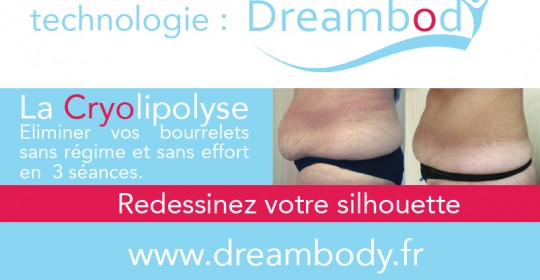 technologie : Dreambody
La Cryolipolyse
Eliminer vos bourrelets
sans régime et sans effort
en 3 séances.
Redessinez votre silhouette
www.dreambody.fr